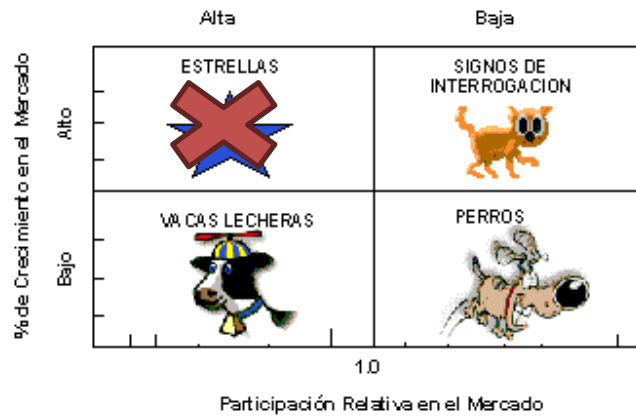 Alta
Baja
ESTRELLAS
SIGNOS DE
INTERROGACION
% de Crecimiento en el Mercado
Alto
VACAS LECHERAS
PERROS
Bajo
1.0
Participación Relativa en el Mercado